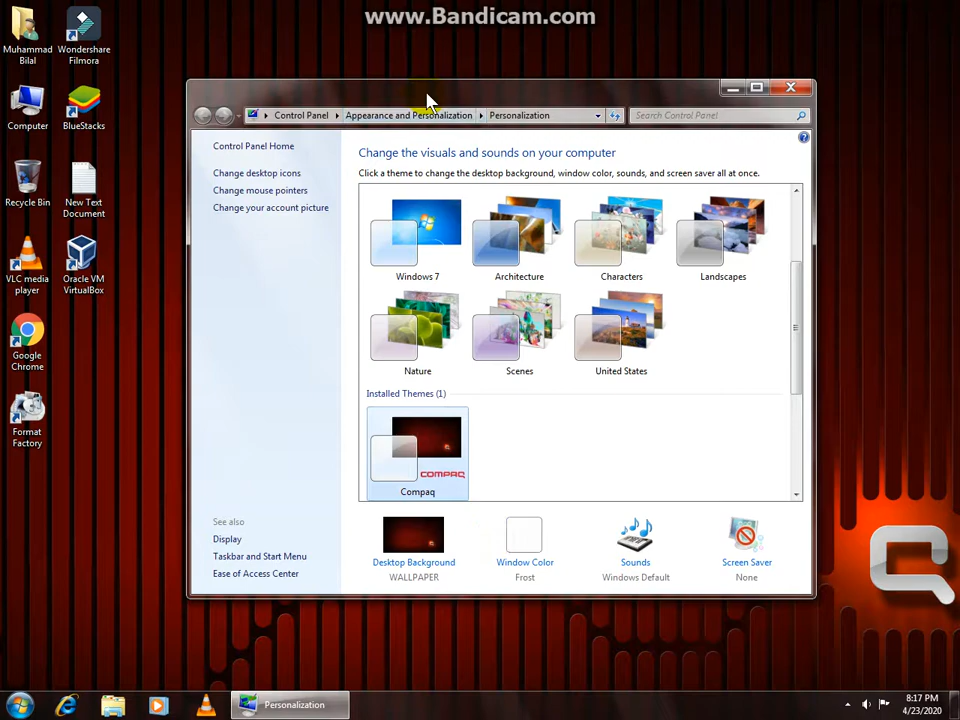 www.Bandicam.com
Muhammad
Bilal
Wondershare
Filmora
Computer
BlueStacks
Recycle Bin
New Text
Document
VLC media
player
Oracle VM
VirtualBox
Google
Chrome
Format
Factory
Control Panel
Appearance and Personalization
Personalization
Search Control Panel
Control Panel Home
Change desktop icons
Change mouse pointers
Change your account picture
See also
Display
Taskbar and Start Menu
Ease of Access Center
Change the visuals and sounds on your computer
Click a theme to change the desktop background, window color, sounds, and screen saver all at once.
Windows 7
Architecture
Characters
Landscapes
Nature
Scenes
United States
Installed Themes (1)
COMPAQ
Compaq
Desktop Background
WALLPAPER
Window Color
Frost
Sounds
Windows Default
Screen Saver
None
Personalization
8:17 PM
4/23/2020